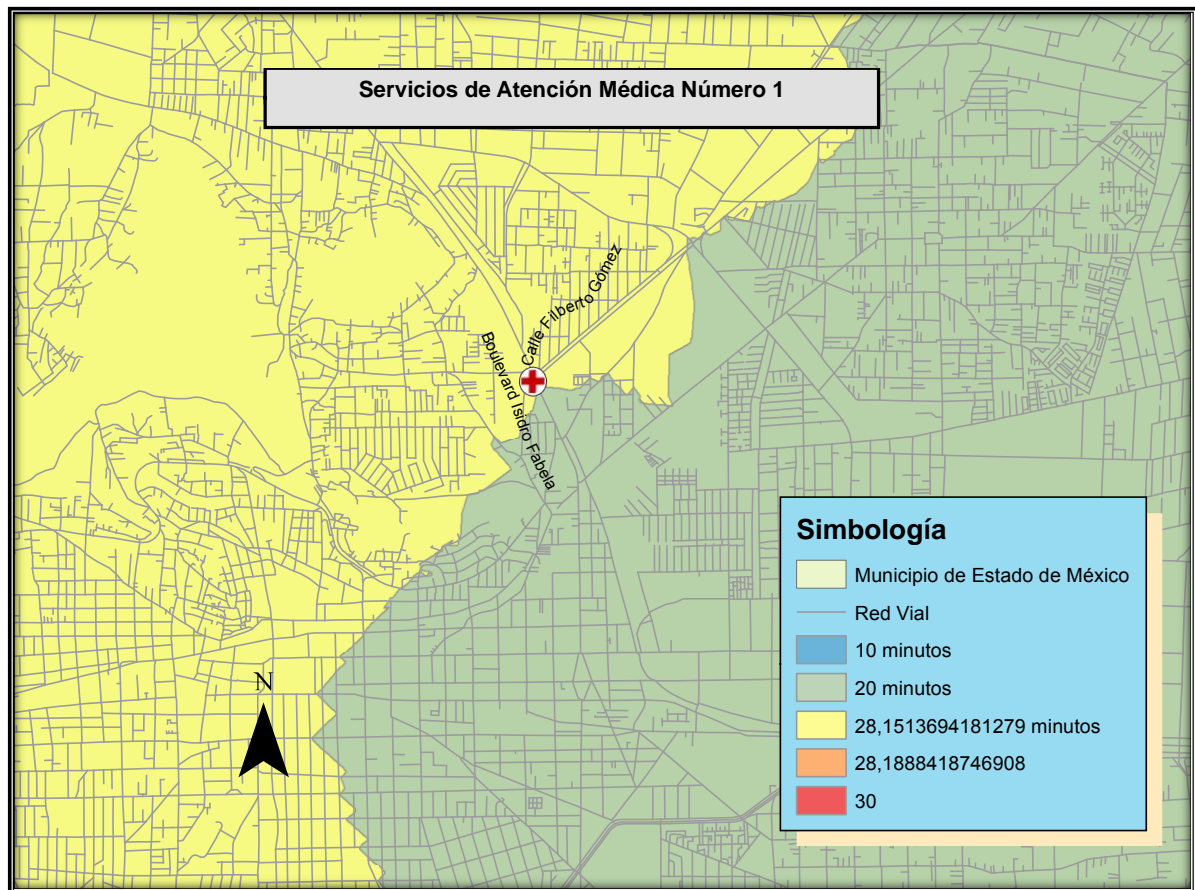 Servicios de Atención Médica Número 1
Calle Filberto Gómez
Boulevard Isidro Fabela
Simbología
Municipio de Estado de México
Red Vial
10 minutos
20 minutos
28,1513694181279 minutos
28,1888418746908
30
N